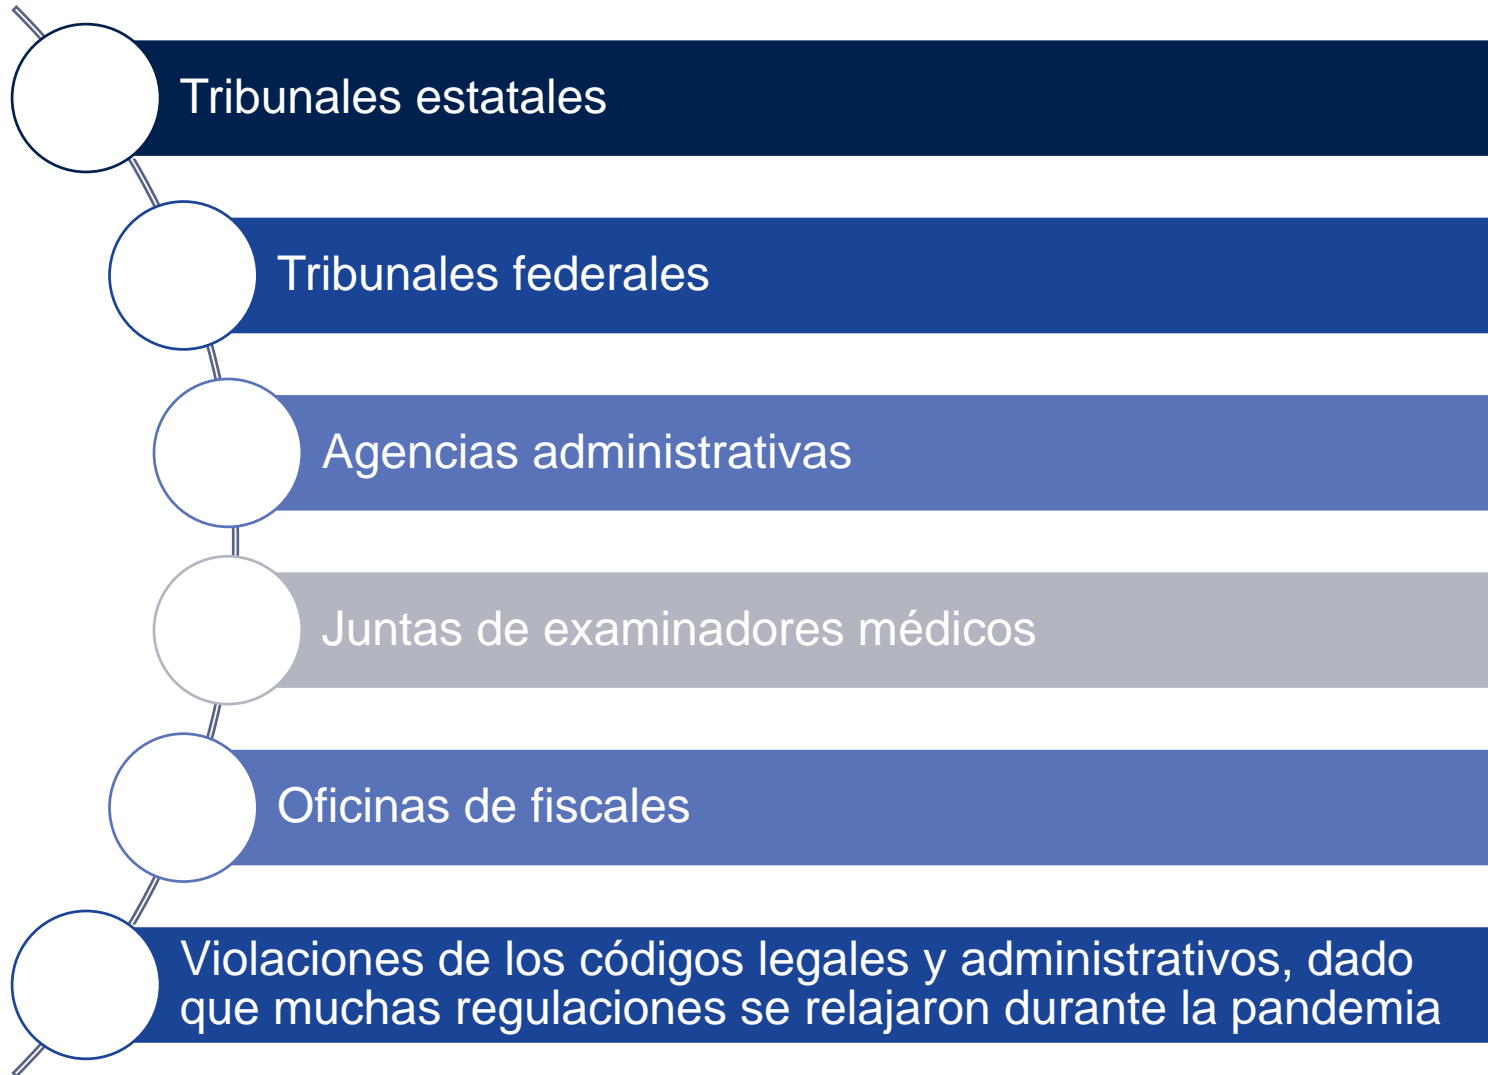 Tribunales estatales
Tribunales federales
Agencias administrativas
Juntas de examinadores médicos
Oficinas de fiscales
Violaciones de los códigos legales y administrativos, dado
que muchas regulaciones se relajaron durante la pandemia